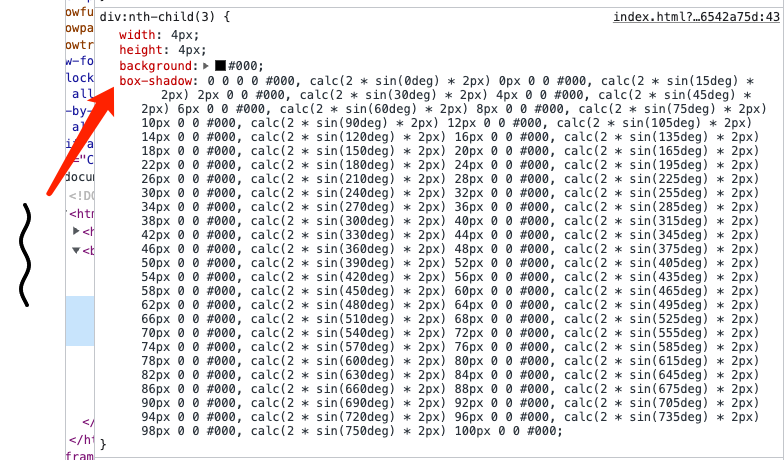 div:nth-child(3) {
index.html?…6542a75d:43
width: 4px;
height: 4px;
background: #000;
box-shadow: 0 0 0 0 #000, calc(2 * sin(0deg) * 2px) 0px 0 0 #000, calc(2 * sin(15deg) *
2px) 2px 0 0 #000, calc(2 * sin(30deg) * 2px) 4px 0 0 #000, calc(2 * sin(45deg) *
2px) 6px 0 0 #000, calc(2 * sin(60deg) * 2px) 8px 0 0 #000, calc(2 * sin(75deg) * 2px)
10px 0 0 #000, calc(2 * sin(90deg) * 2px) 12px 0 0 #000, calc(2 * sin(105deg) * 2px)
14px 0 0 #000, calc(2 * sin(120deg) * 2px) 16px 0 0 #000, calc(2 * sin(135deg) * 2px)
18px 0 0 #000, calc(2 * sin(150deg) * 2px) 20px 0 0 #000, calc(2 * sin(165deg) * 2px)
22px 0 0 #000, calc(2 * sin(180deg) * 2px) 24px 0 0 #000, calc(2 * sin(195deg) * 2px)
26px 0 0 #000, calc(2 * sin(210deg) * 2px) 28px 0 0 #000, calc(2 * sin(225deg) * 2px)
30px 0 0 #000, calc(2 * sin(240deg) * 2px) 32px 0 0 #000, calc(2 * sin(255deg) * 2px)
34px 0 0 #000, calc(2 * sin(270deg) * 2px) 36px 0 0 #000, calc(2 * sin(285deg) * 2px)
38px 0 0 #000, calc(2 * sin(300deg) * 2px) 40px 0 0 #000, calc(2 * sin(315deg) * 2px)
42px 0 0 #000, calc(2 * sin(330deg) * 2px) 44px 0 0 #000, calc(2 * sin(345deg) * 2px)
46px 0 0 #000, calc(2 * sin(360deg) * 2px) 48px 0 0 #000, calc(2 * sin(375deg) * 2px)
50px 0 0 #000, calc(2 * sin(390deg) * 2px) 52px 0 0 #000, calc(2 * sin(405deg) * 2px)
54px 0 0 #000, calc(2 * sin(420deg) * 2px) 56px 0 0 #000, calc(2 * sin(435deg) * 2px)
58px 0 0 #000, calc(2 * sin(450deg) * 2px) 60px 0 0 #000, calc(2 * sin(465deg) * 2px)
62px 0 0 #000, calc(2 * sin(480deg) * 2px) 64px 0 0 #000, calc(2 * sin(495deg) * 2px)
66px 0 0 #000, calc(2 * sin(510deg) * 2px) 68px 0 0 #000, calc(2 * sin(525deg) * 2px)
70px 0 0 #000, calc(2 * sin(540deg) * 2px) 72px 0 0 #000, calc(2 * sin(555deg) * 2px)
74px 0 0 #000, calc(2 * sin(570deg) * 2px) 76px 0 0 #000, calc(2 * sin(585deg) * 2px)
78px 0 0 #000, calc(2 * sin(600deg) * 2px) 80px 0 0 #000, calc(2 * sin(615deg) * 2px)
82px 0 0 #000, calc(2 * sin(630deg) * 2px) 84px 0 0 #000, calc(2 * sin(645deg) * 2px)
86px 0 0 #000, calc(2 * sin(660deg) * 2px) 88px 0 0 #000, calc(2 * sin(675deg) * 2px)
90px 0 0 #000, calc(2 * sin(690deg) * 2px) 92px 0 0 #000, calc(2 * sin(705deg) * 2px)
94px 0 0 #000, calc(2 * sin(720deg) * 2px) 96px 0 0 #000, calc(2 * sin(735deg) * 2px)
98px 0 0 #000, calc(2 * sin(750deg) * 2px) 100px 0 0 #000;
}
owfu
owpa
owtr
w-fo
lock
all
-by-
al
="C
docum
<!DO
<ht
<h
<b
</
</ht
fram